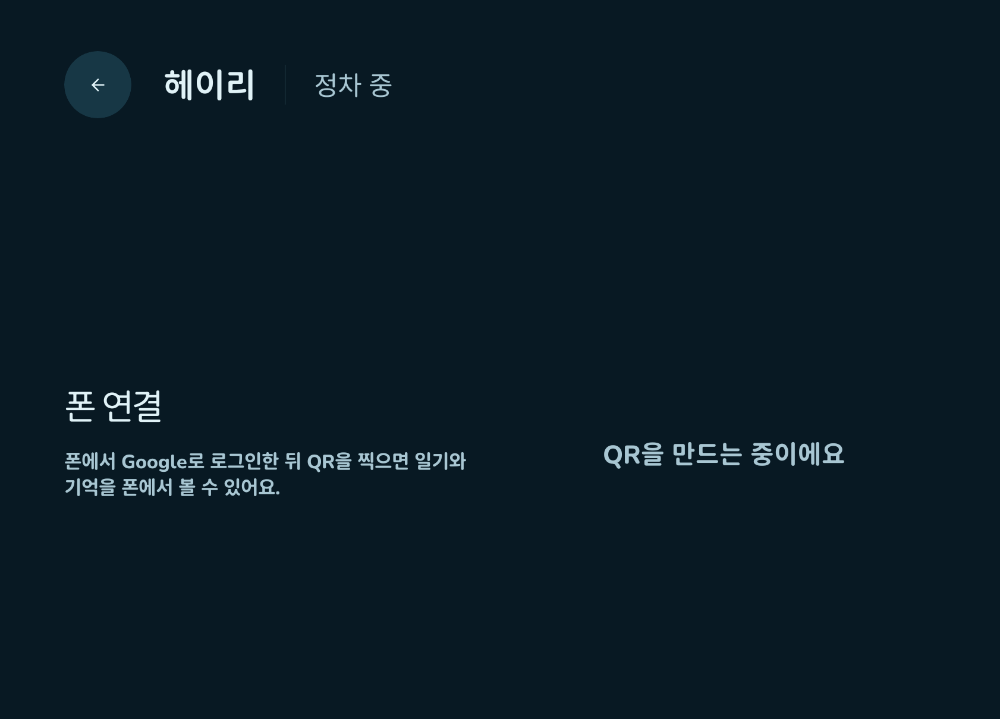 헤이리
정차 중
폰 연결
폰에서 Google로 로그인한 뒤 QR을 찍으면 일기와
기억을 폰에서 볼 수 있어요.
QR을 만드는 중이에요